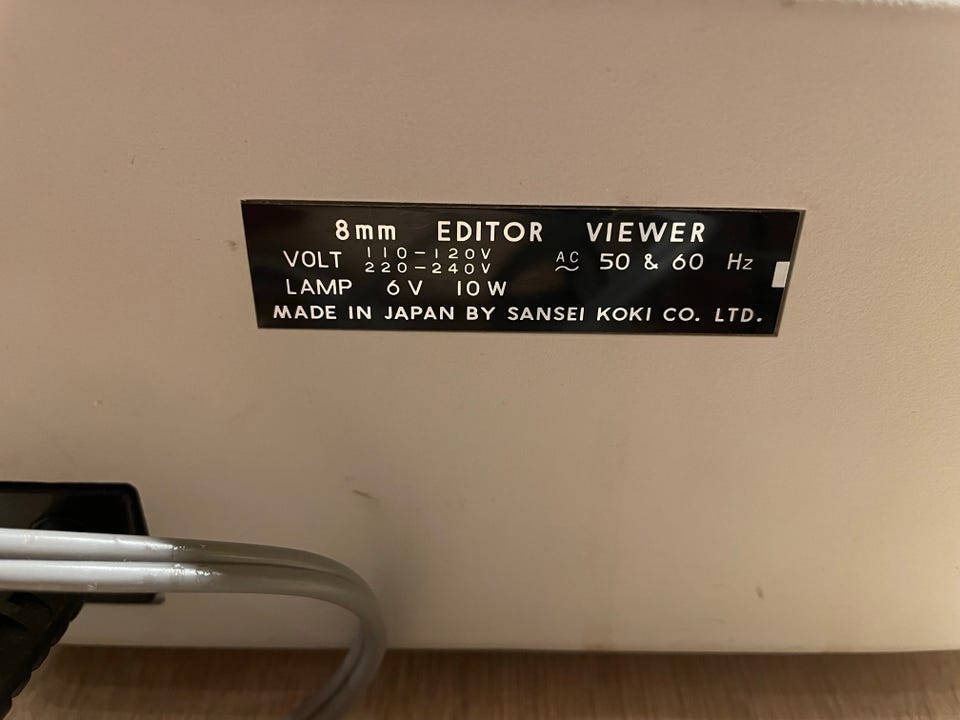 8mm EDITOR VIEWER
VOLT 110-120V AC 50 & 60 Hz
220-240V ~
LAMP 6V 10W
MADE IN JAPAN BY SANSEI KOKI CO. LTD.